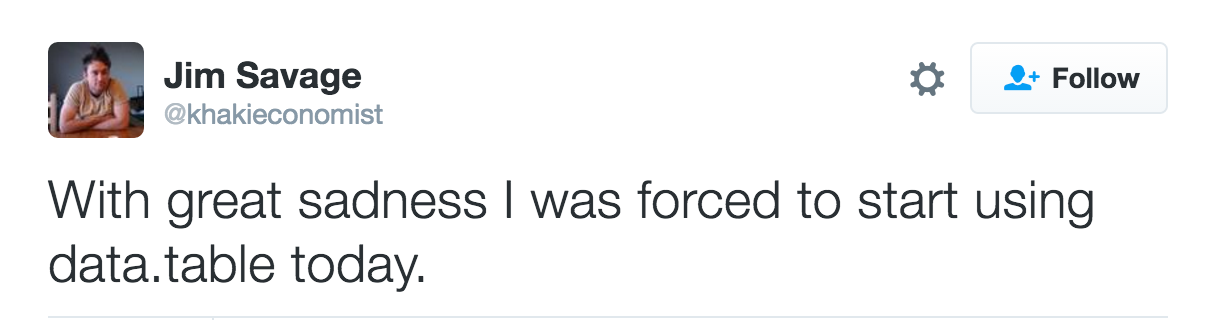 Jim Savage
@khakieconomist
Follow
With great sadness I was forced to start using
data.table today.